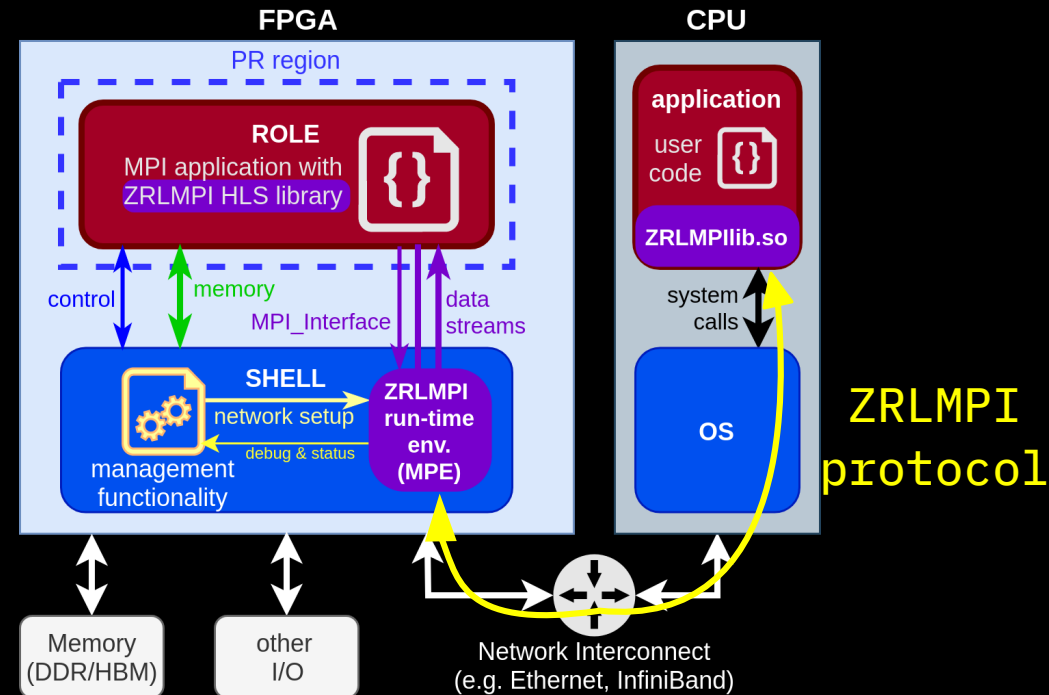 FPGA
CPU
PR region
ROLE
MPI application with
ZRLMPI HLS library
{}
application
user
code
{}
ZRLMPIlib.so
control
memory
MPI_Interface
data
streams
system
calls
SHELL
network setup
debug & status
management
functionality
ZRLMPI
run-time
env.
(MPE)
OS
ZRLMPI
protocol
Memory
(DDR/HBM)
other
I/O
Network Interconnect
(e.g. Ethernet, InfiniBand)